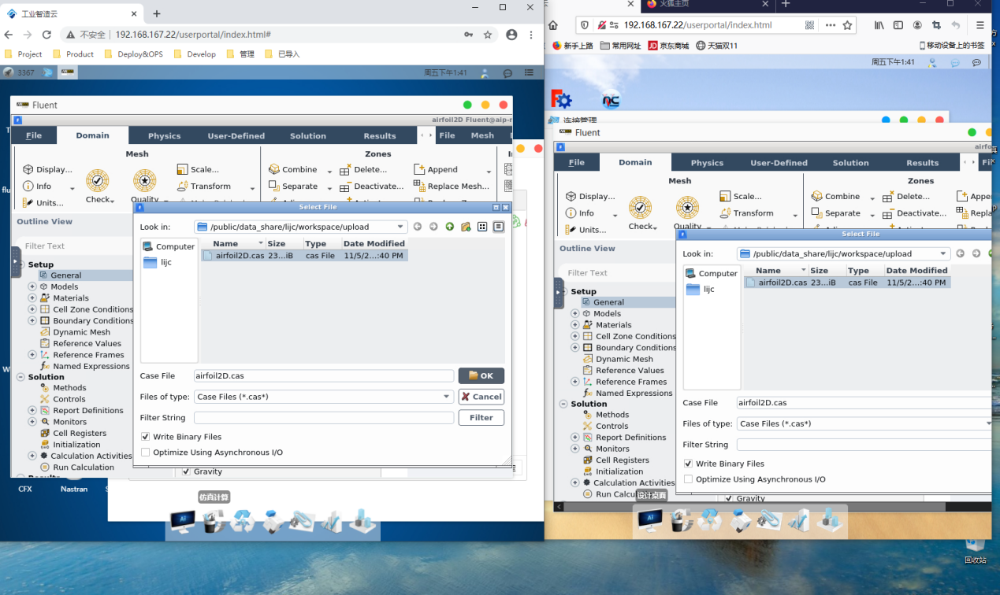 工业智造云
不安全 192.168.167.22/userportal/index.html#
Project Product Deploy&OPS Develop 管理 已导入
3367 周五下午1:41
Fluent
airfoil2D Fluent@alp-r
File Domain Physics User-Defined Solution Results File Mesh
Mesh Zones
Display... Scale... Combine Delete... Append
Info Transform Separate Deactivate... Replace Mesh...
Units... Check Quality
Outline View
Filter Text
Setup
General
Models
Materials
Cell Zone Conditions
Boundary Conditions
Dynamic Mesh
Reference Values
Reference Frames
Named Expressions
Solution
Methods
Controls
Report Definitions
Monitors
Cell Registers
Initialization
Calculation Activities
Run Calculation
Results
Select File
Look in: /public/data_share/lijc/workspace/upload
Computer
lijc
Name Size Type Date Modified
airfoil2D.cas 23...iB cas File 11/5/2...:40 PM
Case File airfoil2D.cas OK
Files of type: Case Files (*.cas*) Cancel
Filter String Filter
Write Binary Files
Optimize Using Asynchronous I/O
Gravity
CFX Nastran
仿真计算
火狐主页
192.168.167.22/userportal/index.html
新手上路 常用网址 JD 京东商城 天猫双11 移动设备上的书签
周五下午1:41
连接管理
Fluent
airfo
File Domain Physics User-Defined Solution Results Fil
Mesh Zones
Display... Scale... Combine Delete... Appen
Info Transform Separate Deactivate... Replac
Units... Check Quality
Outline View
Filter Text
Setup
General
Models
Materials
Cell Zone Conditions
Boundary Conditions
Dynamic Mesh
Reference Values
Reference Frames
Named Expressions
Solution
Methods
Controls
Report Definitions
Monitors
Cell Registers
Initialization
Calculation Activities
Run Calcu
Select File
Look in: /public/data_share/lijc/workspace/upload
Computer
lijc
Name Size Type Date Modified
airfoil2D.cas 23...iB cas File 11/5/2...:40 PM
Case File airfoil2D.cas
Files of type: Case Files (*.cas*)
Filter String
Write Binary Files
Optimize Using Asynchronous I/O
Gravity
设计桌面
回收站